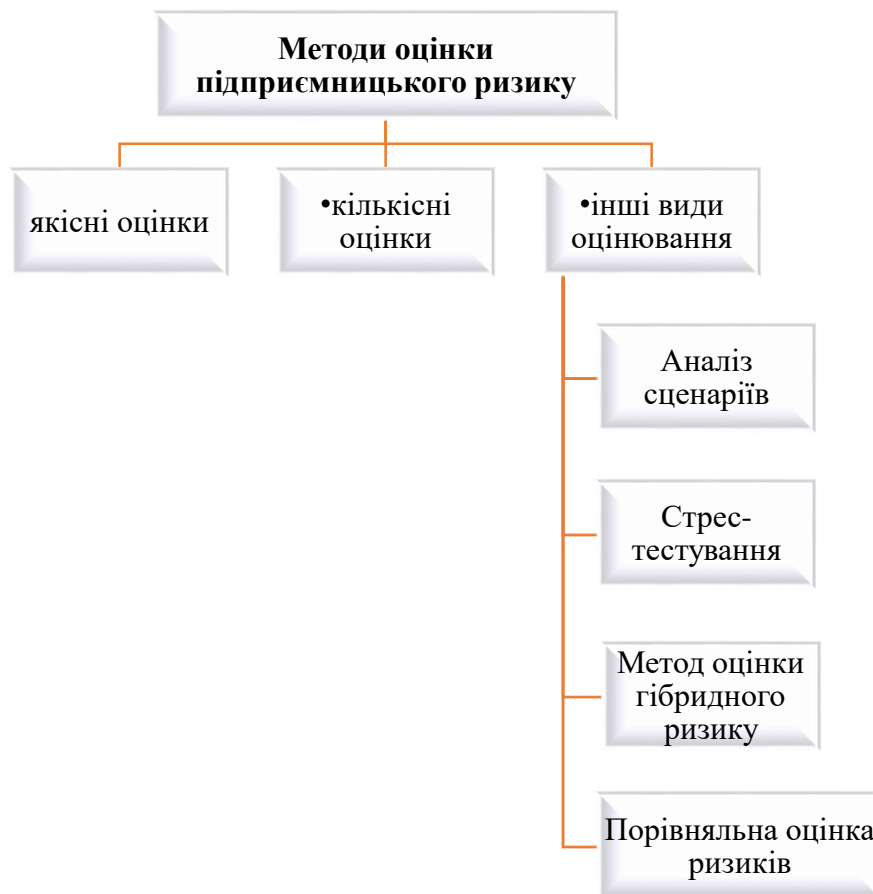 Методи оцінки
підприємницького ризику
якісні оцінки
•кількісні
оцінки
•інші види
оцінювання
Аналіз
сценаріїв
Стрес-
тестування
Метод оцінки
гібридного
ризику
Порівняльна оцінка
ризиків